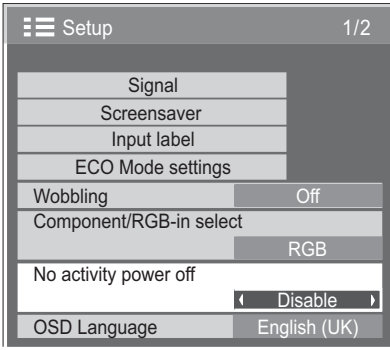 Setup 1/2
Signal
Screensaver
Input label
ECO Mode settings
Wobbling Off
Component/RGB-in select
RGB
No activity power off
Disable
OSD Language English (UK)